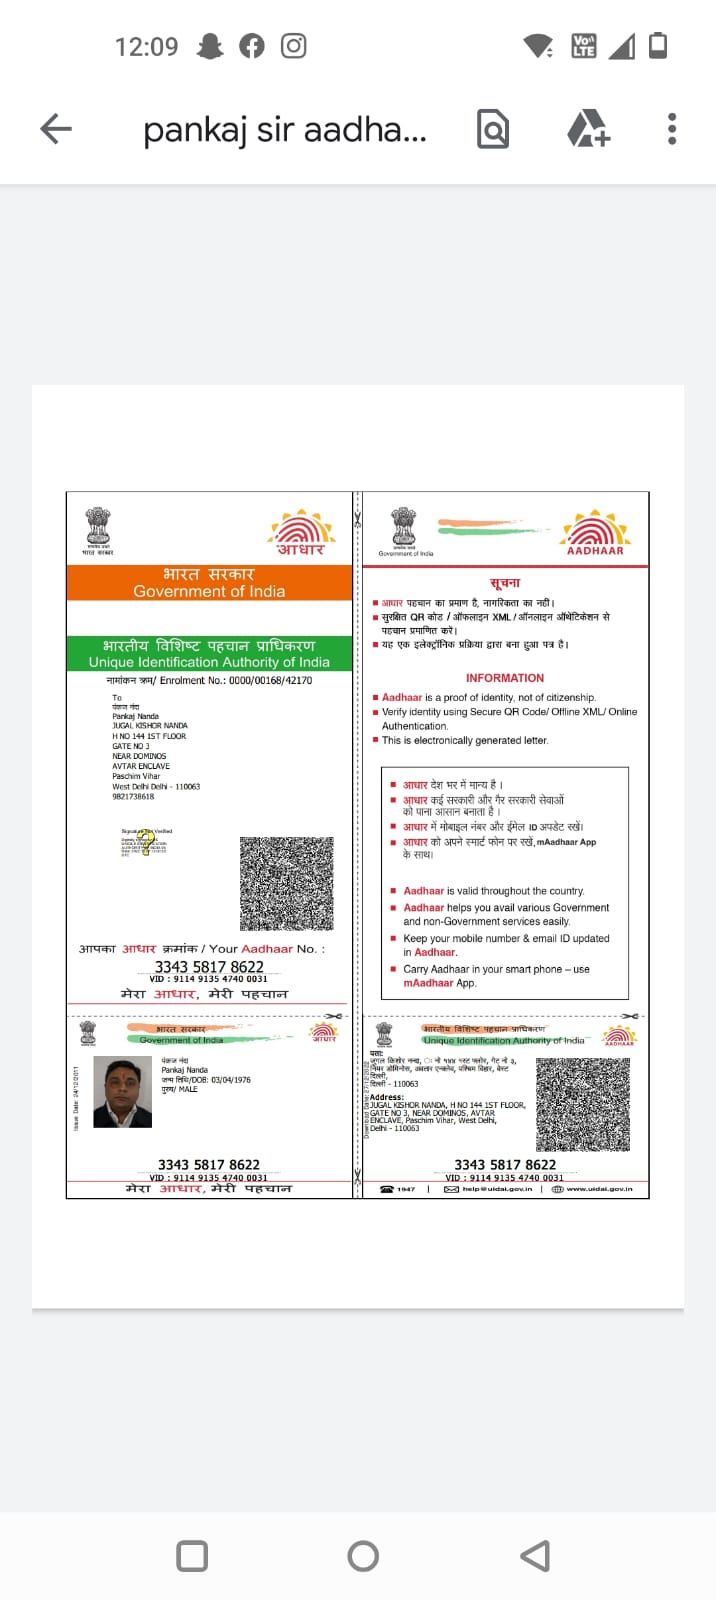 12:09
VoLTE
pankaj sir aadha...
भारत सरकार
आधार
भारत सरकार
Government of India
भारतीय विशिष्ट पहचान प्राधिकरण
Unique Identification Authority of India
नामांकन क्रम/ Enrolment No.: 0000/00168/42170
To
पंकज नंदा
Pankaj Nanda
JUGAL KISHOR NANDA
H NO 144 1ST FLOOR
GATE NO 3
NEAR DOMINOS
AVTAR ENCLAVE
Paschim Vihar
West Delhi Delhi - 110063
9821738618
Signature Not Verified
आपका आधार क्रमांक / Your Aadhaar No. :
3343 5817 8622
VID : 9114 9135 4740 0031
मेरा आधार, मेरी पहचान
Government of India
AADHAAR
सूचना
आधार पहचान का प्रमाण है, नागरिकता का नहीं।
सुरक्षित QR कोड / ऑफलाइन XML / ऑनलाइन ऑथेंटिकेशन से
पहचान प्रमाणित करें।
यह एक इलेक्ट्रॉनिक प्रक्रिया द्वारा बना हुआ पत्र है।
INFORMATION
Aadhaar is a proof of identity, not of citizenship.
Verify identity using Secure QR Code/ Offline XML/ Online
Authentication.
This is electronically generated letter.
आधार देश भर में मान्य है ।
आधार कई सरकारी और गैर सरकारी सेवाओं
को पाना आसान बनाता है ।
आधार में मोबाइल नंबर और ईमेल ID अपडेट रखें।
आधार को अपने स्मार्ट फोन पर रखें, mAadhaar App
के साथ।
Aadhaar is valid throughout the country.
Aadhaar helps you avail various Government
and non-Government services easily.
Keep your mobile number & email ID updated
in Aadhaar.
Carry Aadhaar in your smart phone – use
mAadhaar App.
भारत सरकार
Government of India
आधार
Issue Date: 24/12/2011
पंकज नंदा
Pankaj Nanda
जन्म तिथि/DOB: 03/04/1976
पुरुष/ MALE
3343 5817 8622
VID : 9114 9135 4740 0031
मेरा आधार, मेरी पहचान
भारतीय विशिष्ट पहचान प्राधिकरण
Unique Identification Authority of India
AADHAAR
पता:
जुगल किशोर नन्दा, नो १४४ १स्ट फ्लोर, गेट नो ३,
नियर डोमिनोस, अवतार एन्क्लेव, पश्चिम विहार, वेस्ट
दिल्ली,
दिल्ली - 110063
Address:
JUGAL KISHOR NANDA, H NO 144 1ST FLOOR,
GATE NO 3, NEAR DOMINOS, AVTAR
ENCLAVE, Paschim Vihar, West Delhi,
Delhi - 110063
3343 5817 8622
VID : 9114 9135 4740 0031
1947 | help@uidai.gov.in | www.uidai.gov.in